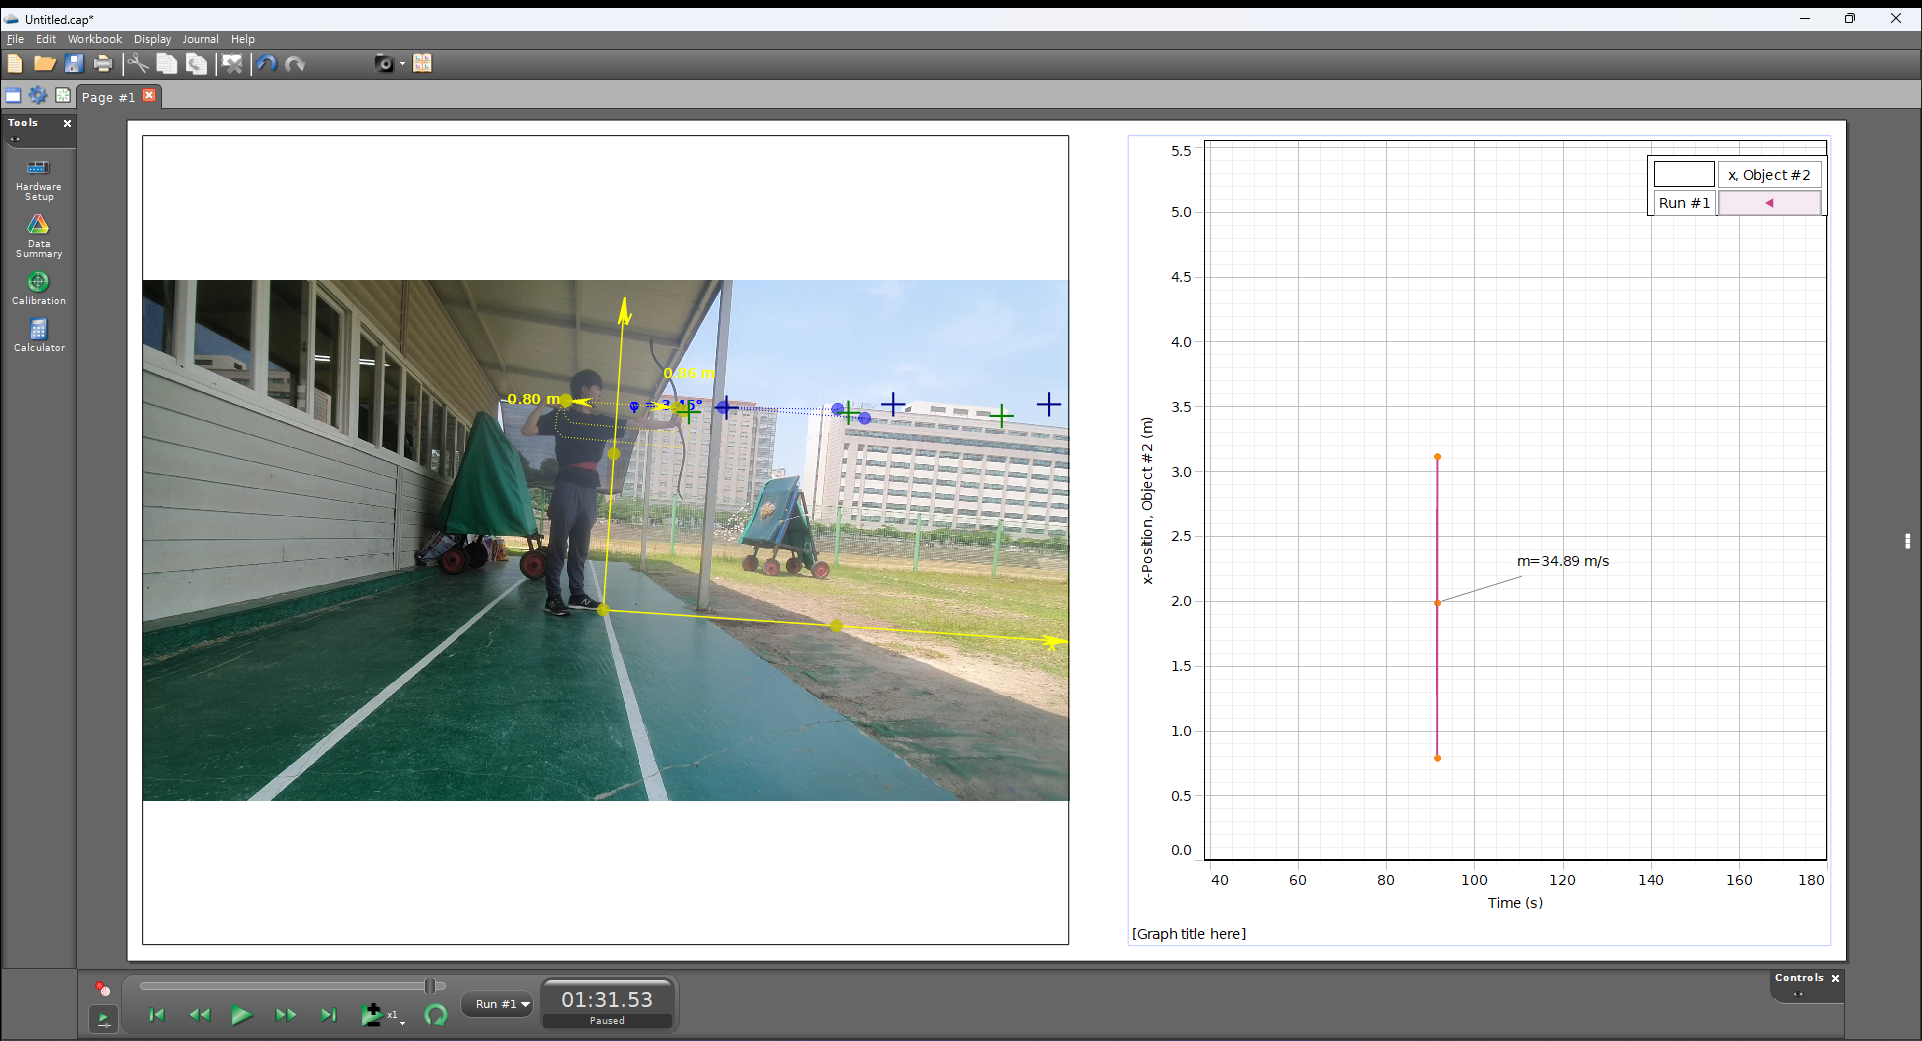 Untitled.cap*
File Edit Workbook Display Journal Help
Page #1
Tools
Hardware
Setup
Data
Summary
Calibration
Calculator
0.86 m
0.80 m
5.5
5.0
4.5
4.0
3.5
3.0
2.5
2.0
1.5
1.0
0.5
0.0
x-Position, Object #2 (m)
x, Object #2
Run #1
m=34.89 m/s
40 60 80 100 120 140 160 180
Time (s)
[Graph title here]
x1
Run #1
01:31.53
Paused
Controls